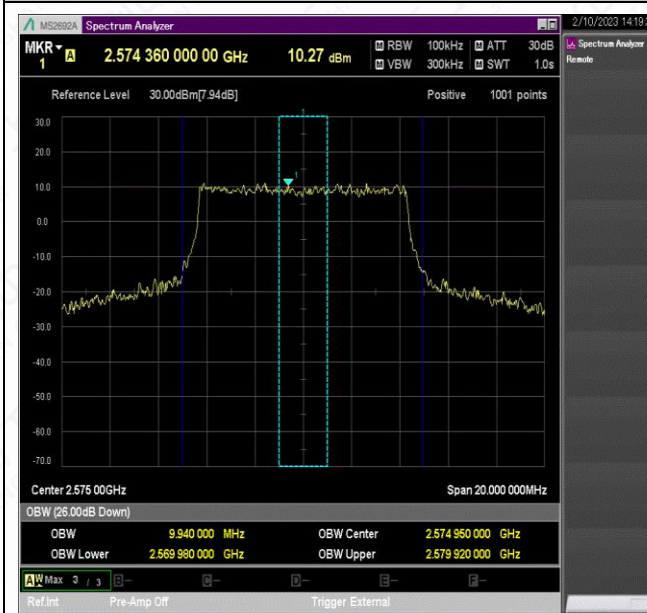 MS2692A Spectrum Analyzer
2/10/2023 14:19:
MKR 1 A 2.574 360 000 00 GHz 10.27 dBm
M RBW 100kHz M ATT 30dB
M VBW 300kHz M SWT 1.0s
Spectrum Analyzer
Remote
Reference Level 30.00dBm[7.94dB] Positive 1001 points
1
30.0
20.0
1
10.0
0.0
-10.0
-20.0
-30.0
-40.0
-50.0
-60.0
-70.0
Center 2.575 00GHz Span 20.000 000MHz
OBW (26.00dB Down)
OBW 9.940 000 MHz OBW Center 2.574 950 000 GHz
OBW Lower 2.569 980 000 GHz OBW Upper 2.579 920 000 GHz
A W Max 3 / 3 B- C- D- E- F-
Ref.Int Pre-Amp Off Trigger External